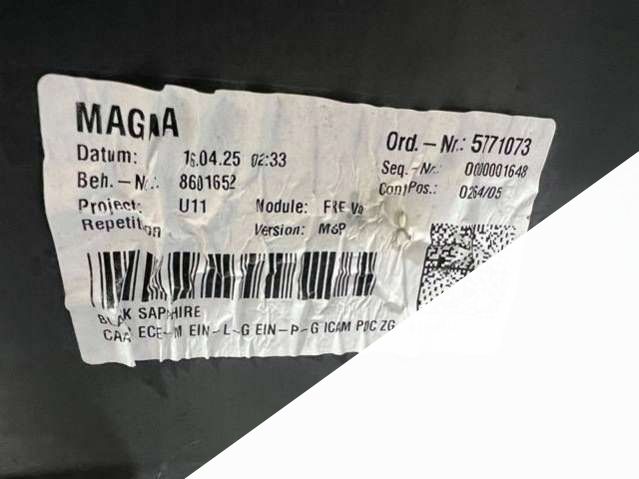 MAGNA
Datum: 16.04.25 02:33
Beh.-Nr.: 8601652
Project: U11 Module: FRE
Repetition Version: M6P
Ord.-Nr.: 5771073
Seq.-Nr.: 0000001648
ContPos.: 0264/05
BLACK SAPPHIRE
ECE-M EIN-L-G EIN-P-G ICAM PDC ZG